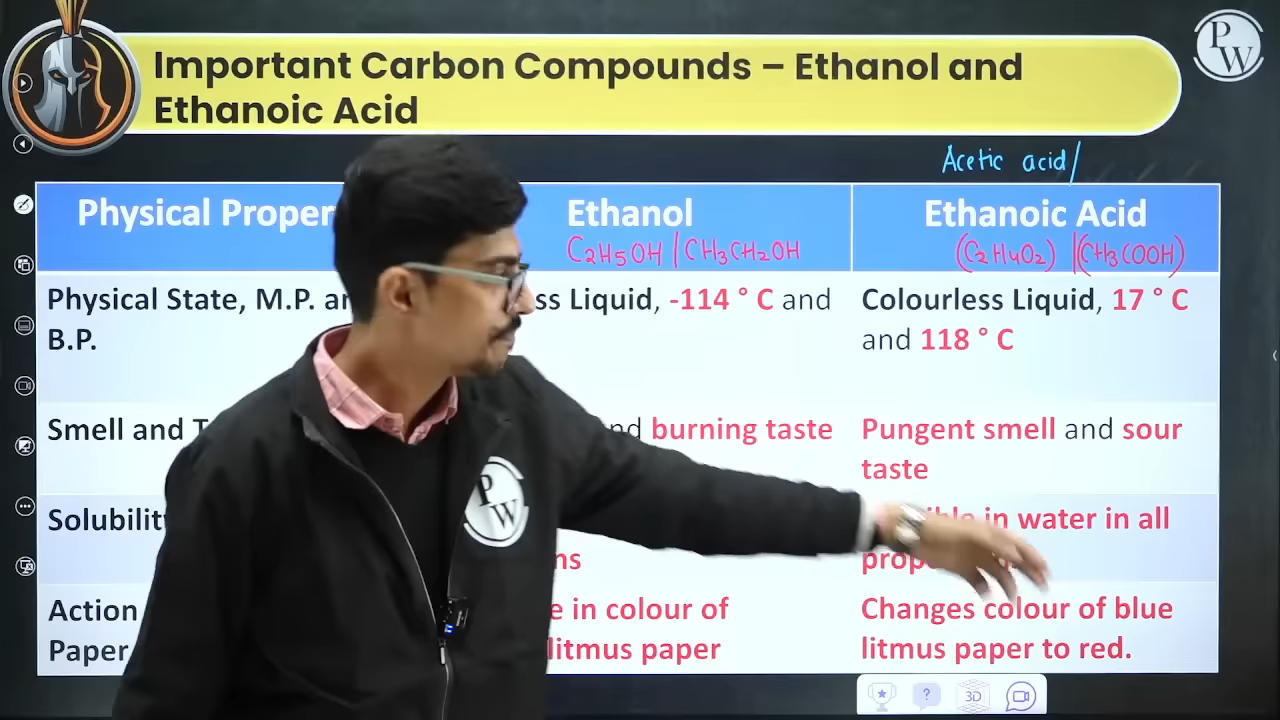 Important Carbon Compounds – Ethanol and
Ethanoic Acid
P
W
Acetic acid/
Physical Proper
Ethanol
C2H5OH | CH3CH2OH
Ethanoic Acid
(C2H4O2) | (CH3COOH)
Physical State, M.P. an
B.P.
ss Liquid, -114 ° C and
Colourless Liquid, 17 ° C
and 118 ° C
Smell and T
nd burning taste
Pungent smell and sour
taste
Solubilit
ns
ible in water in all
prop
Action
Paper
e in colour of
litmus paper
Changes colour of blue
litmus paper to red.
P
W
?
3D